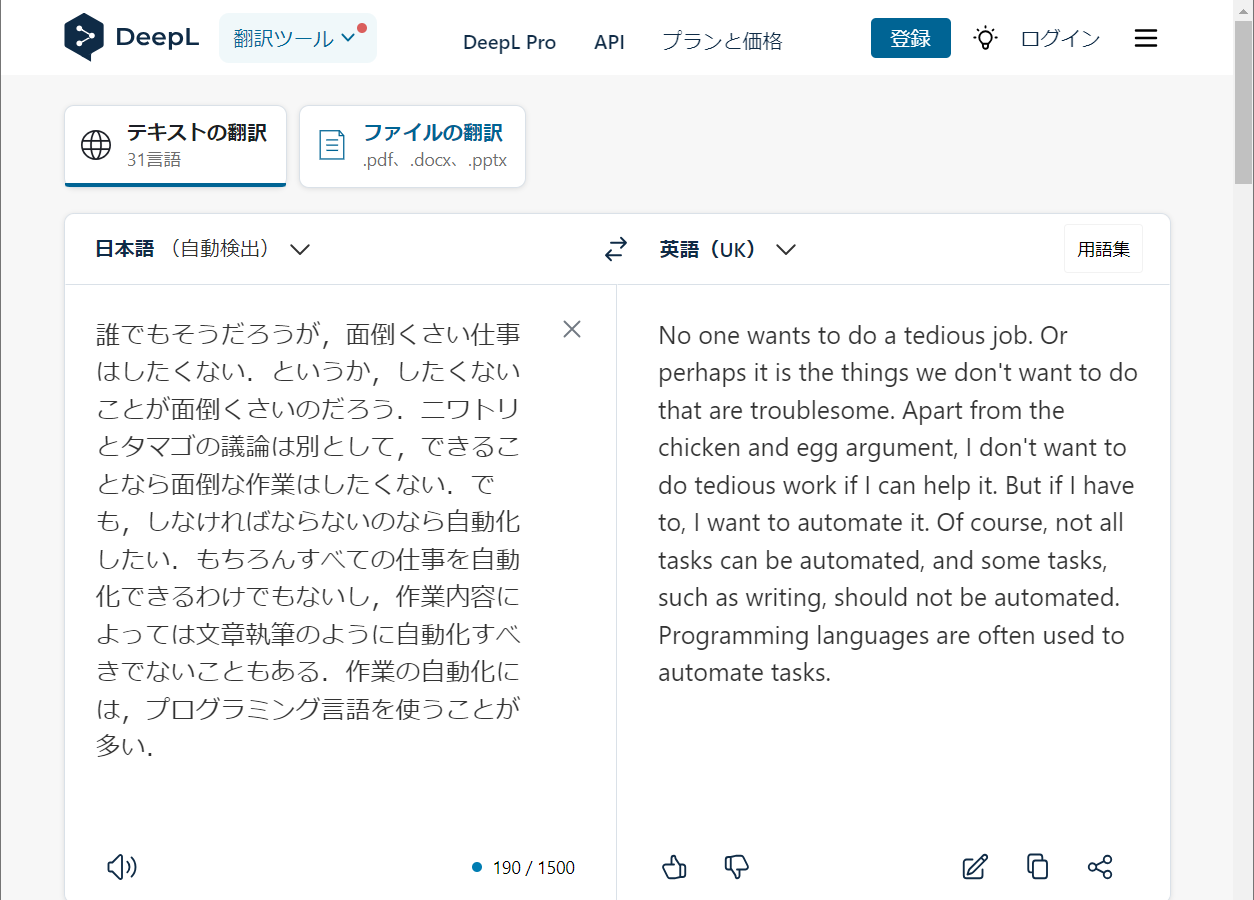 DeepL
翻訳ツール
DeepL Pro
API
プランと価格
登録
ログイン
テキストの翻訳
31言語
ファイルの翻訳
.pdf、.docx、.pptx
日本語 （自動検出）
英語（UK）
用語集
誰でもそうだろうが，面倒くさい仕事
はしたくない．というか，したくない
ことが面倒くさいのだろう．ニワトリ
とタマゴの議論は別として，できるこ
となら面倒な作業はしたくない．で
も，しなければならないのなら自動化
したい．もちろんすべての仕事を自動
化できるわけでもないし，作業内容に
よっては文章執筆のように自動化すべ
きでないこともある．作業の自動化に
は，プログラミング言語を使うことが
多い．
190 / 1500
No one wants to do a tedious job. Or
perhaps it is the things we don't want to do
that are troublesome. Apart from the
chicken and egg argument, I don't want to
do tedious work if I can help it. But if I have
to, I want to automate it. Of course, not all
tasks can be automated, and some tasks,
such as writing, should not be automated.
Programming languages are often used to
automate tasks.